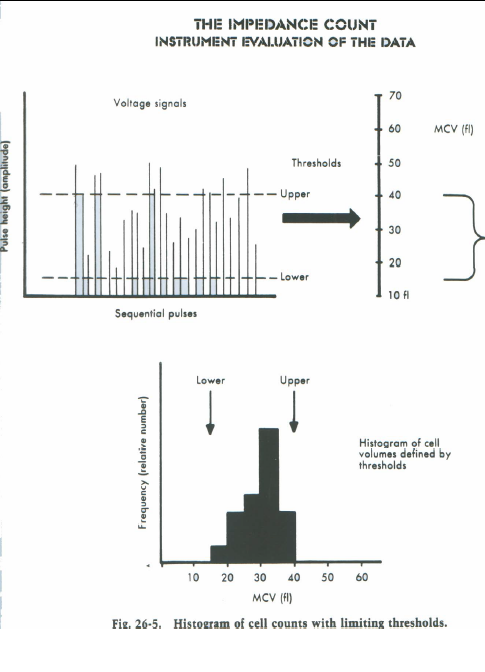 THE IMPEDANCE COUNT
INSTRUMENT EVALUATION OF THE DATA
Pulse height (amplitude)
Voltage signals
Thresholds
Upper
Lower
Sequential pulses
70
60
MCV (fl)
50
40
30
20
10 fl
Lower
Upper
Frequency (relative number)
Histogram of cell
volumes defined by
thresholds
10 20 30 40 50 60
MCV (fl)
Fig. 26-5. Histogram of cell counts with limiting thresholds.